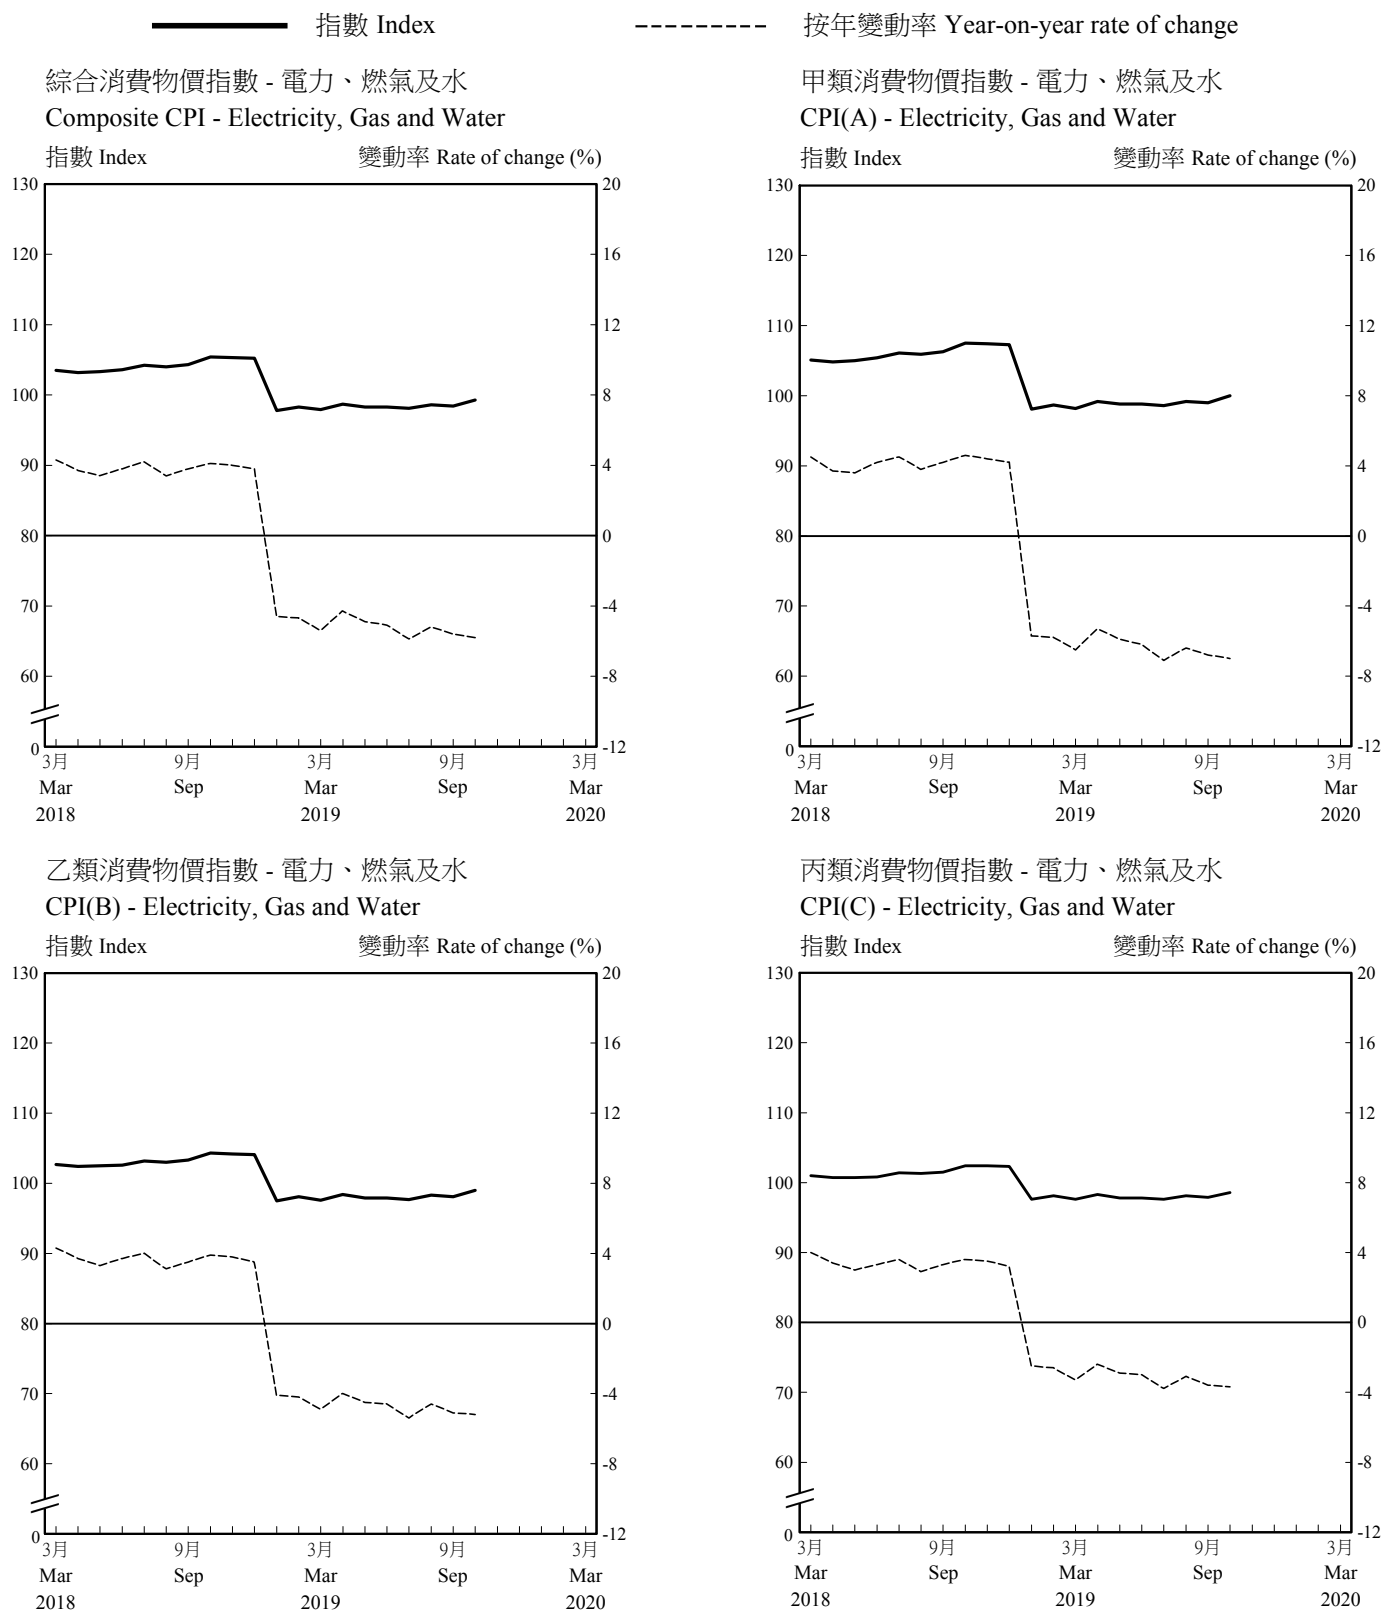 指數 Index
按年變動率 Year-on-year rate of change
綜合消費物價指數 - 電力、燃氣及水
Composite CPI - Electricity, Gas and Water
指數 Index 變動率 Rate of change (%)
130 20
120 16
110 12
100 8
90 4
80 0
70 -4
60 -8
0 -12
3月 9月 3月 9月 3月
Mar Sep Mar Sep Mar
2018 2019 2020
甲類消費物價指數 - 電力、燃氣及水
CPI(A) - Electricity, Gas and Water
指數 Index 變動率 Rate of change (%)
130 20
120 16
110 12
100 8
90 4
80 0
70 -4
60 -8
0 -12
3月 9月 3月 9月 3月
Mar Sep Mar Sep Mar
2018 2019 2020
乙類消費物價指數 - 電力、燃氣及水
CPI(B) - Electricity, Gas and Water
指數 Index 變動率 Rate of change (%)
130 20
120 16
110 12
100 8
90 4
80 0
70 -4
60 -8
0 -12
3月 9月 3月 9月 3月
Mar Sep Mar Sep Mar
2018 2019 2020
丙類消費物價指數 - 電力、燃氣及水
CPI(C) - Electricity, Gas and Water
指數 Index 變動率 Rate of change (%)
130 20
120 16
110 12
100 8
90 4
80 0
70 -4
60 -8
0 -12
3月 9月 3月 9月 3月
Mar Sep Mar Sep Mar
2018 2019 2020